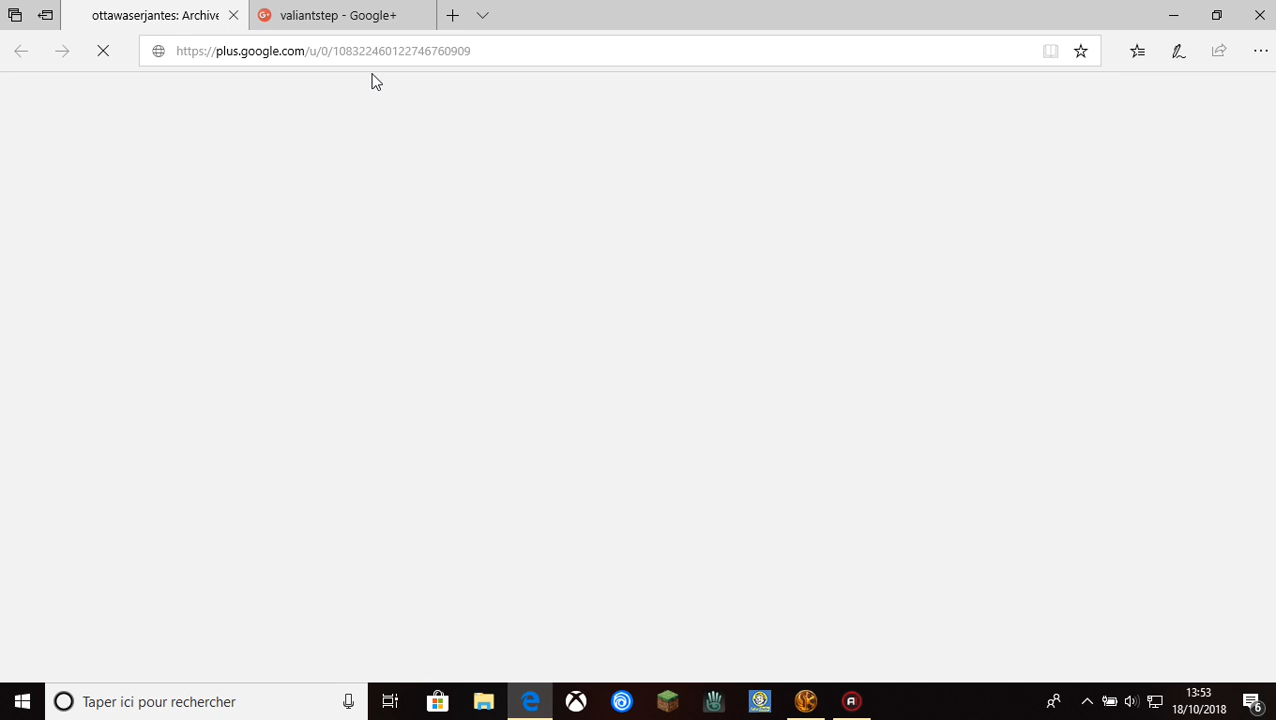 ottawaserjantes: Archive
valiantstep - Google+
https://plus.google.com/u/0/108322460122746760909
Taper ici pour rechercher
13:53
18/10/2018
6